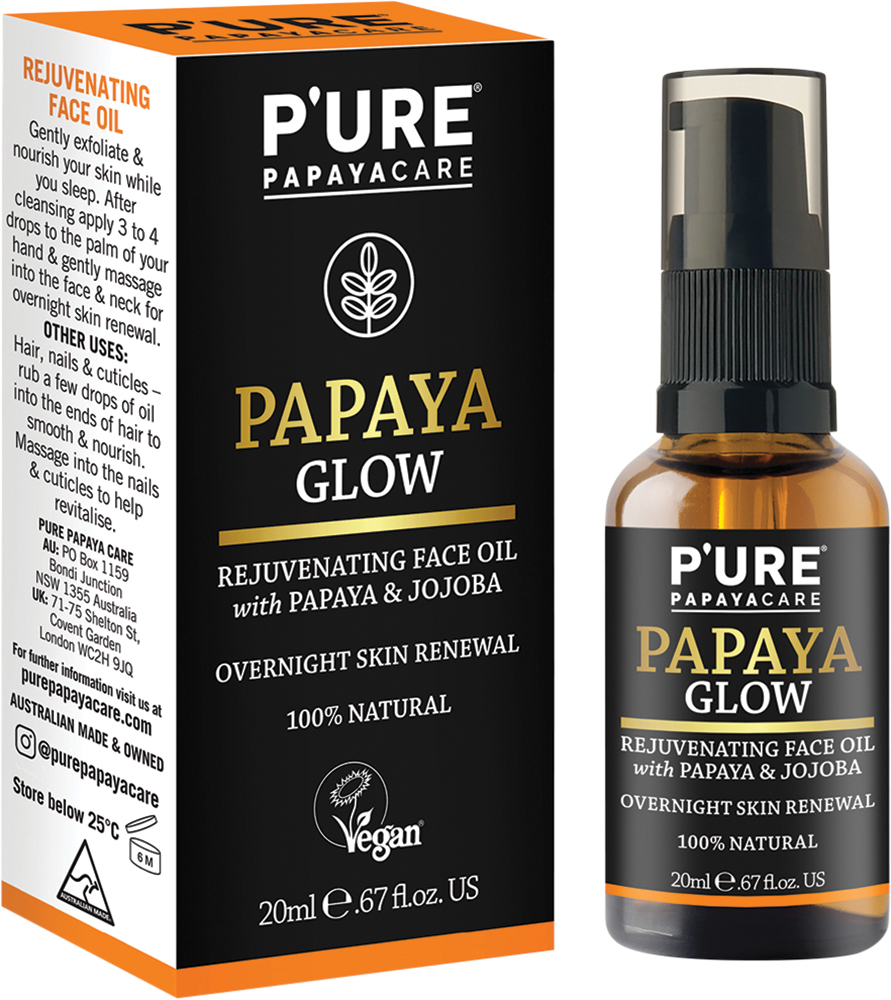 P'URE
PAPAYACARE
REJUVENATING
FACE OIL
Gently exfoliate &
nourish your skin while
you sleep. After
cleansing apply 3 to 4
drops to the palm of your
hand & gently massage
into the face & neck for
overnight skin renewal.
OTHER USES:
Hair, nails & cuticles –
rub a few drops of oil
into the ends of hair to
smooth & nourish.
Massage into the nails
& cuticles to help
revitalise.
PURE PAPAYA CARE
AU: PO Box 1159
Bondi Junction
NSW 1355 Australia
UK: 71-75 Shelton St,
Covent Garden
London WC2H 9JQ
For further information visit us at
purepapayacare.com
AUSTRALIAN MADE & OWNED
@purepapayacare
Store below 25°C
6 M
AUSTRALIAN MADE
P'URE®
PAPAYACARE
PAPAYA
GLOW
REJUVENATING FACE OIL
with PAPAYA & JOJOBA
OVERNIGHT SKIN RENEWAL
100% NATURAL
Vegan®
20ml ℮.67 fl.oz. US
P'URE®
PAPAYACARE
PAPAYA
GLOW
REJUVENATING FACE OIL
with PAPAYA & JOJOBA
OVERNIGHT SKIN RENEWAL
100% NATURAL
20ml ℮.67 fl.oz. US